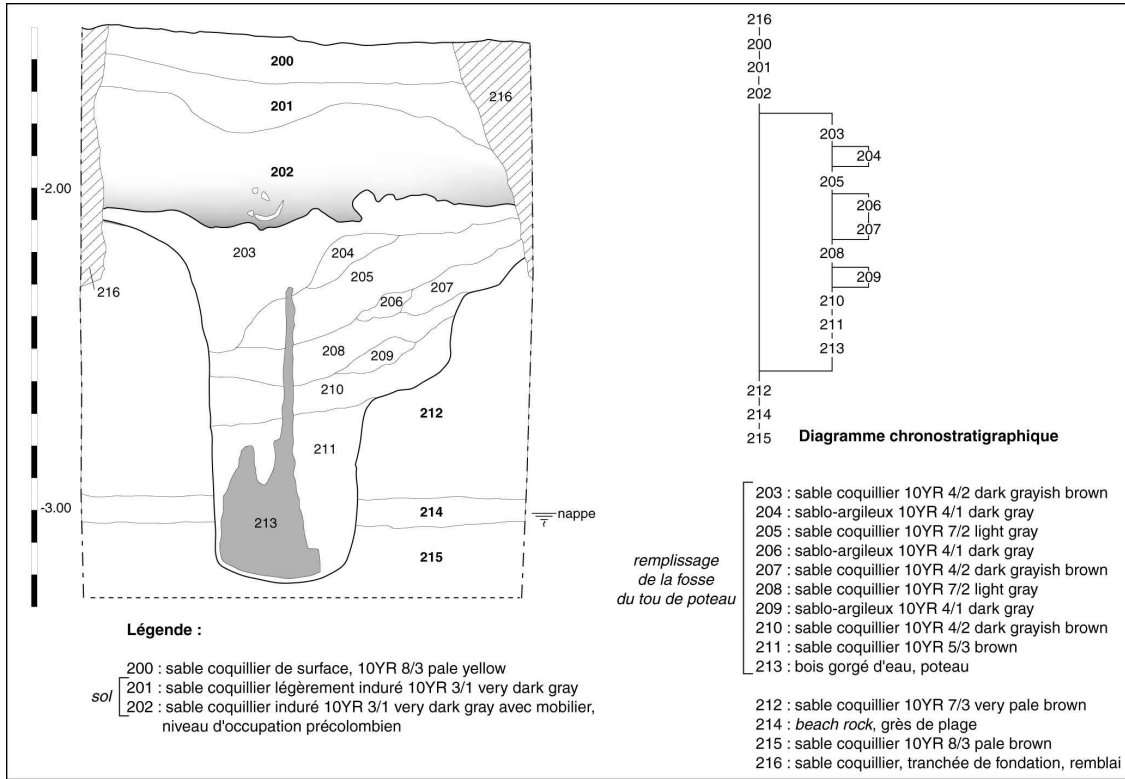 200
201
202
-2.00
216
216
203
204
205
206
207
208
209
210
211
212
213
-3.00
214
nappe
215
Légende :
200 : sable coquillier de surface, 10YR 8/3 pale yellow
sol
201 : sable coquillier légèrement induré 10YR 3/1 very dark gray
202 : sable coquillier induré 10YR 3/1 very dark gray avec mobilier,
niveau d'occupation précolombien
216
200
201
202
203
204
205
206
207
208
209
210
211
213
212
214
215
Diagramme chronostratigraphique
remplissage
de la fosse
du tou de poteau
203 : sable coquillier 10YR 4/2 dark grayish brown
204 : sablo-argileux 10YR 4/1 dark gray
205 : sable coquillier 10YR 7/2 light gray
206 : sablo-argileux 10YR 4/1 dark gray
207 : sable coquillier 10YR 4/2 dark grayish brown
208 : sable coquillier 10YR 7/2 light gray
209 : sablo-argileux 10YR 4/1 dark gray
210 : sable coquillier 10YR 4/2 dark grayish brown
211 : sable coquillier 10YR 5/3 brown
213 : bois gorgé d'eau, poteau
212 : sable coquillier 10YR 7/3 very pale brown
214 : beach rock, grès de plage
215 : sable coquillier 10YR 8/3 pale brown
216 : sable coquillier, tranchée de fondation, remblai